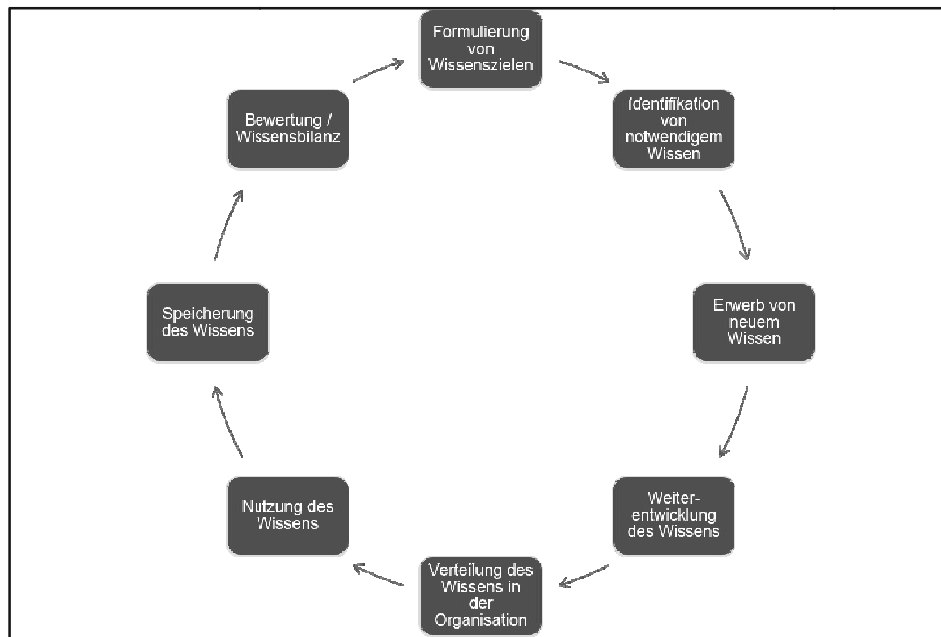 Formulierung
von
Wissenszielen
Identifikation
von
notwendigem
Wissen
Erwerb von
neuem
Wissen
Weiter-
entwicklung
des Wissens
Verteilung des
Wissens in
der
Organisation
Nutzung des
Wissens
Speicherung
des Wissens
Bewertung /
Wissensbilanz